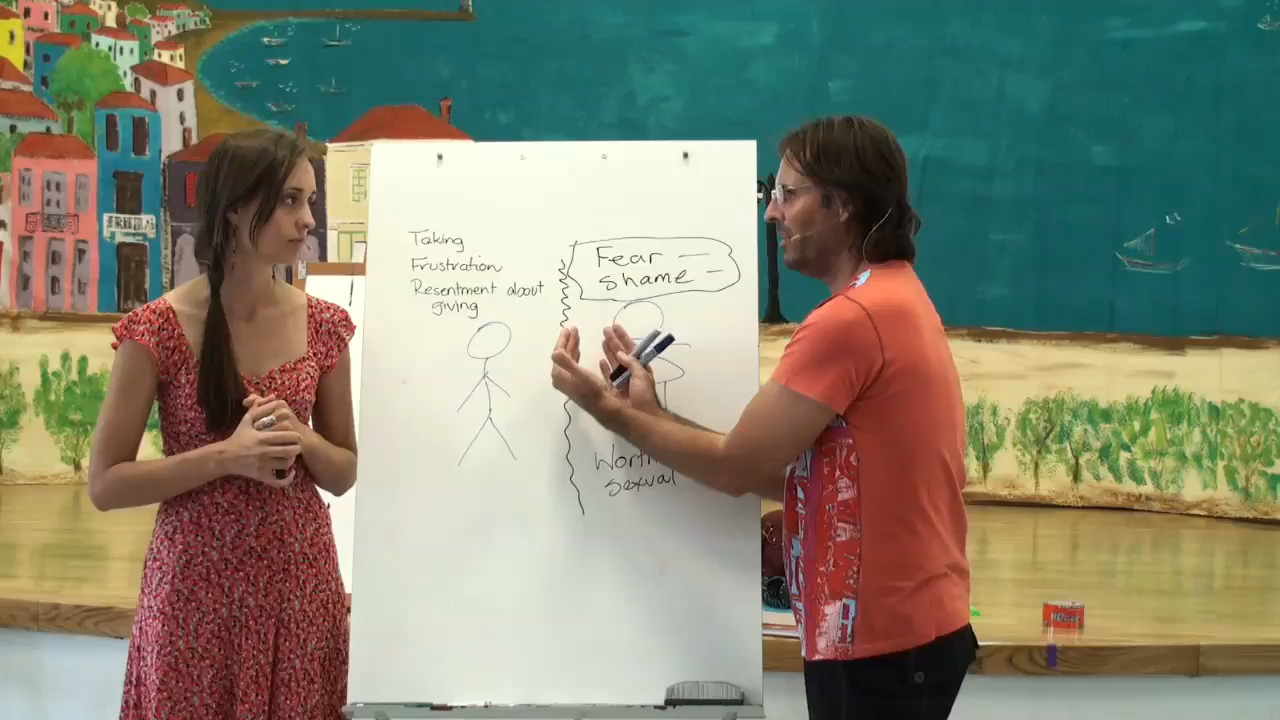 Taking
Frustration
Resentment about
giving
Fear
shame
sexual